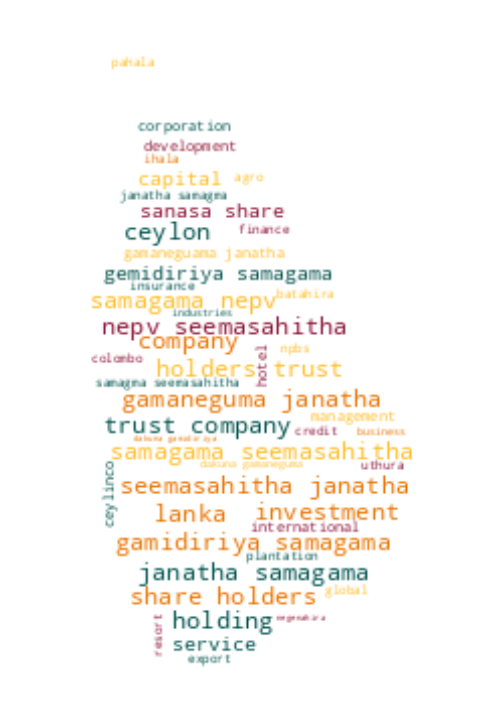 pahala
corporation
development
ihala
capital agro
janatha samagma
sanasa share
ceylon finance
gamaneguama janatha
gemidiriya samagama
insurance
samagama nepv batahira
industries
nepv seemasahitha
company
colombo npbs
holders trust
hotel
samagma seemasahitha
gamaneguma janatha
management
trust company credit business
dakuna gamidiriya
samagama seemasahitha
dakuna gamaneguma uthura
ceylinco
seemasahitha janatha
lanka investment
international
gamidiriya samagama
plantation
janatha samagama
share holders global
holding negenahira
resort
service
export